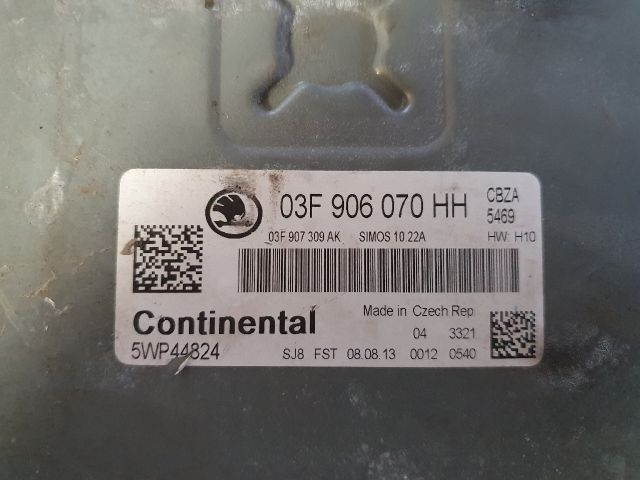 03F 906 070 HH CBZA
5469
03F 907 309 AK SIMOS 10.22A HW: H10
Continental Made in Czech Rep.
04 3321
5WP44824 SJ8 FST 08.08.13 0012 0540